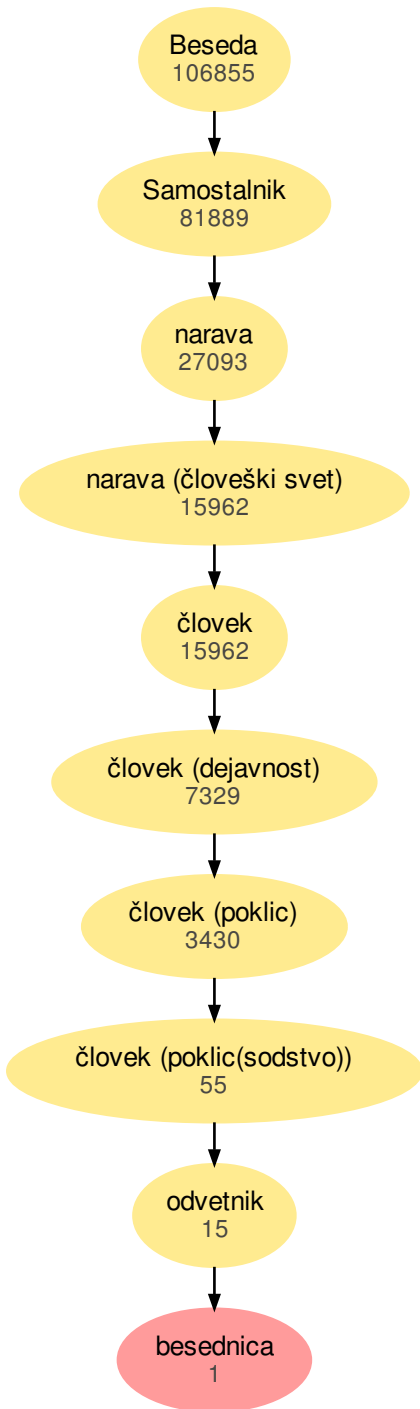 Beseda
106855
Samostalnik
81889
narava
27093
narava (človeški svet)
15962
človek
15962
človek (dejavnost)
7329
človek (poklic)
3430
človek (poklic(sodstvo))
55
odvetnik
15
besednica
1